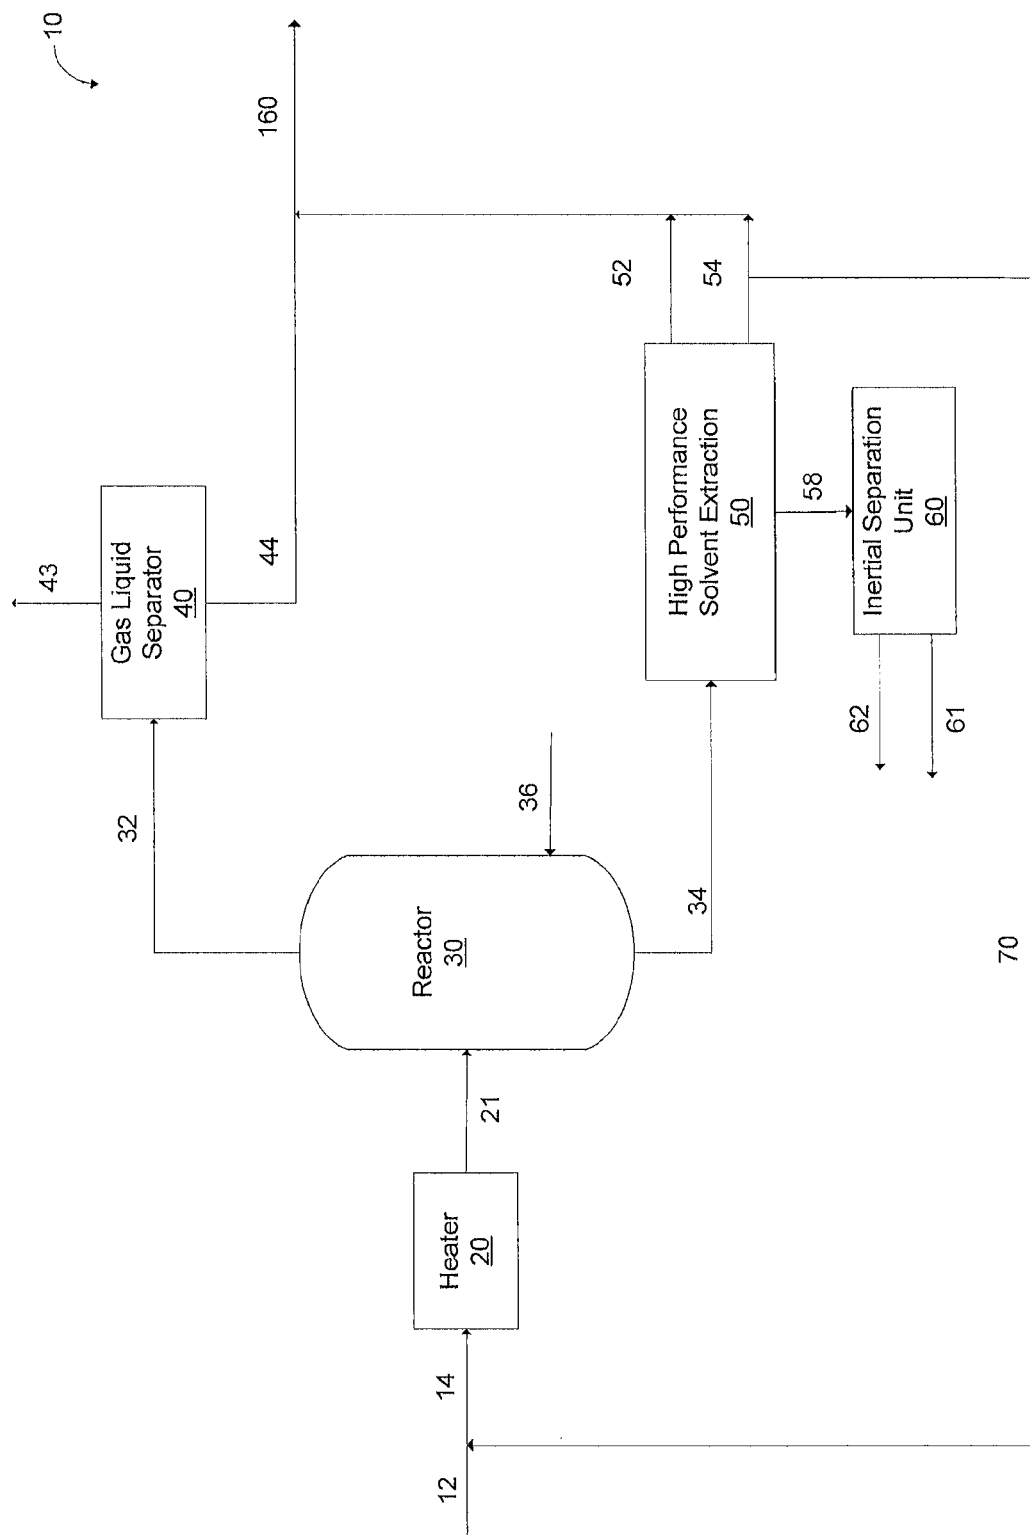 10
43
Gas Liquid
Separator
40
32
44
160
Reactor
30
36
34
52
54
High Performance
Solvent Extraction
50
58
Inertial Separation
Unit
60
62
61
12
14
Heater
20
21
70